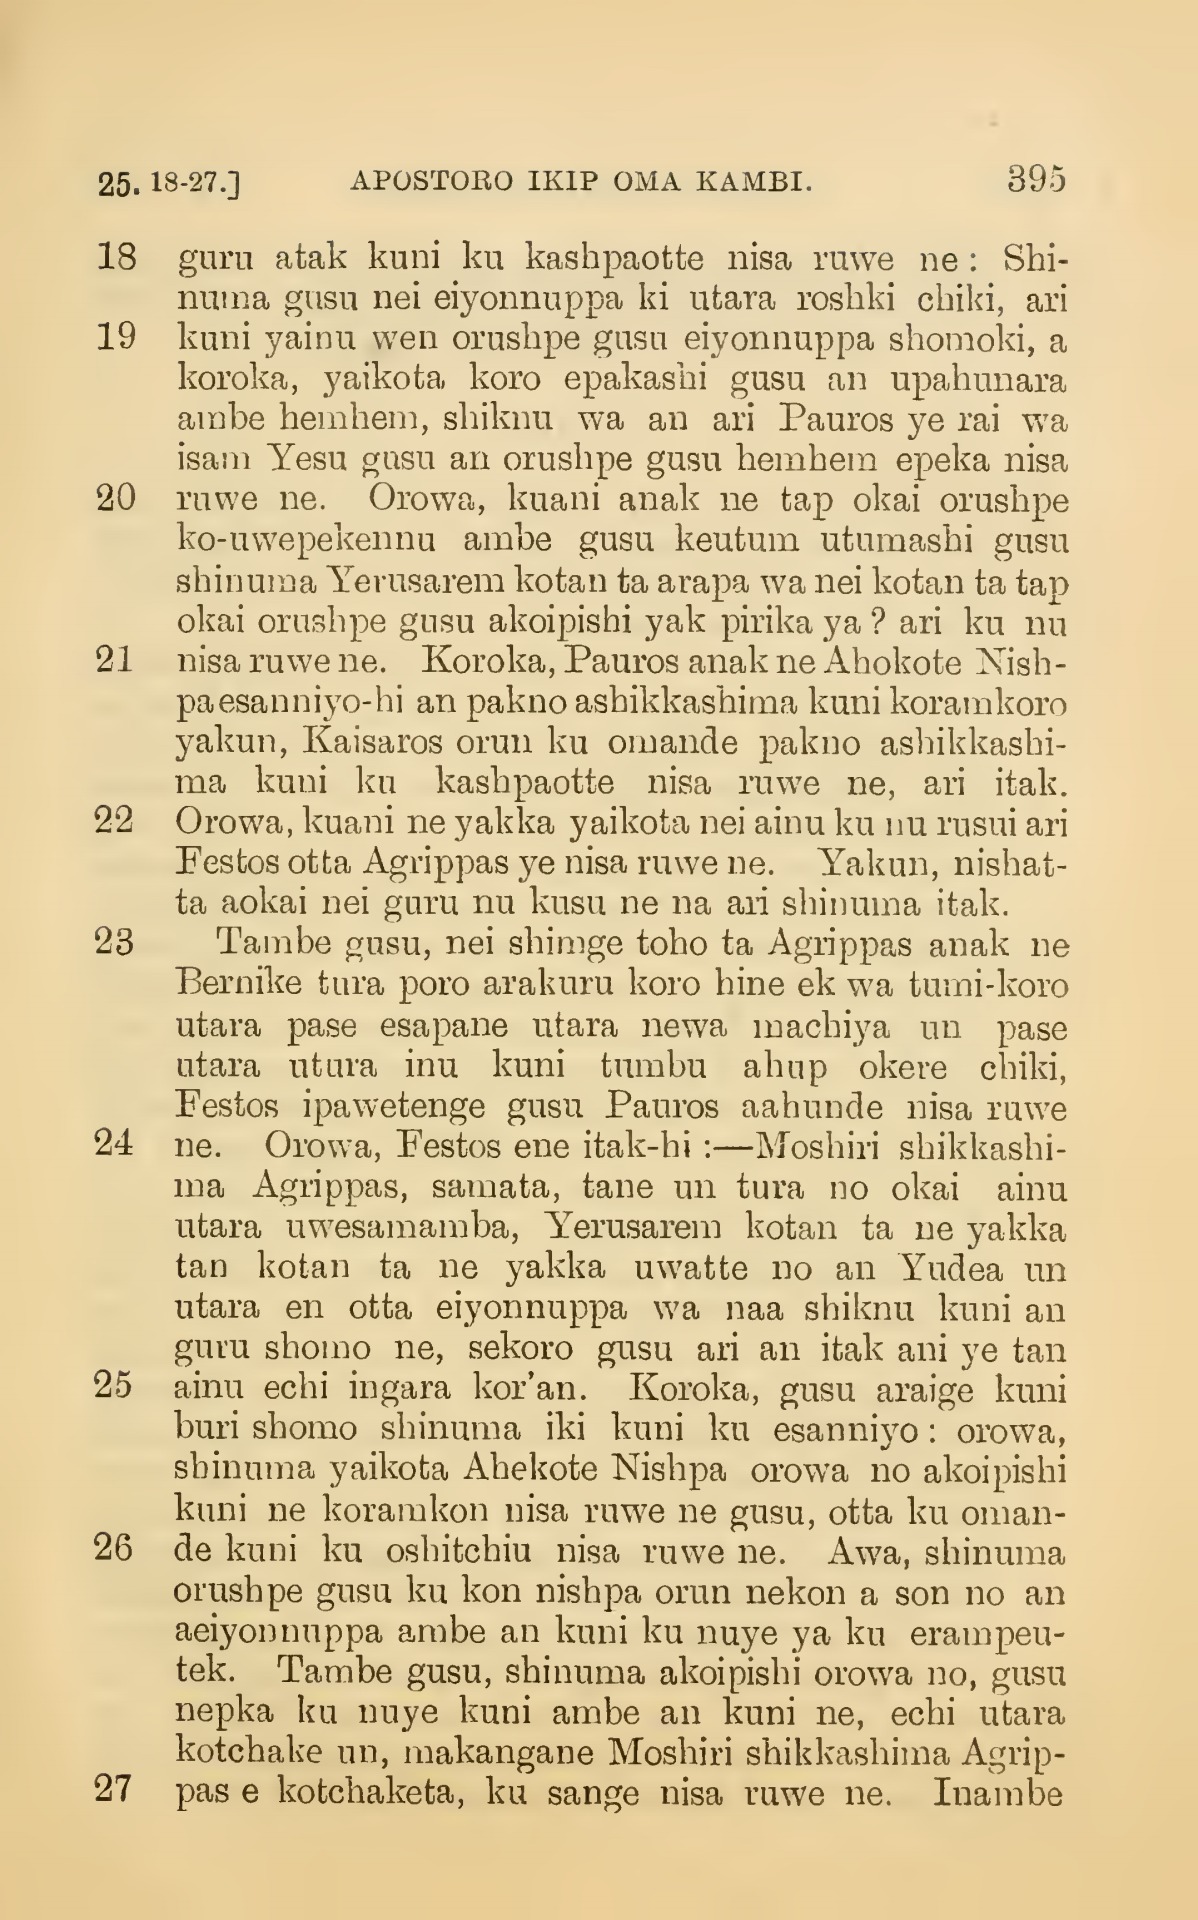 25. 18-27.] APOSTORO IKIP OMA KAMBI. 395
18 guru atak kuni ku kashpaotte nisa ruwe ne : Shi-
numa gusu nei eiyonnuppa ki utara roshki chiki, ari
19 kuni yainu wen orushpe gusu eiyonnuppa shomoki, a
koroka, yaikota koro epakashi gusu an upahunara
ambe hemhem, shiknu wa an ari Pauros ye rai wa
isam Yesu gusu an orushpe gusu hemhem epeka nisa
20 ruwe ne. Orowa, kuani anak ne tap okai orushpe
ko-uwepekennu ambe gusu keutum utumashi gusu
shinuma Yerusarem kotan ta arapa wa nei kotan ta tap
okai orushpe gusu akoipishi yak pirika ya ? ari ku nu
21 nisa ruwe ne. Koroka, Pauros anak ne Ahokote Nish-
pa esanniyo-hi an pakno ashikkashima kuni koramkoro
yakun, Kaisaros orun ku omande pakno ashikkashi-
ma kuni ku kashpaotte nisa ruwe ne, ari itak.
22 Orowa, kuani ne yakka yaikota nei ainu ku nu rusui ari
Festos otta Agrippas ye nisa ruwe ne. Yakun, nishat-
ta aokai nei guru nu kusu ne na ari shinuma itak.
23 Tambe gusu, nei shimge toho ta Agrippas anak ne
Bernike tura poro arakuru koro hine ek wa tumi-koro
utara pase esapane utara newa machiya un pase
utara utura inu kuni tumbu ahup okere chiki,
Festos ipawetenge gusu Pauros aahunde nisa ruwe
24 ne. Orowa, Festos ene itak-hi :—Moshiri shikkashi-
ma Agrippas, samata, tane un tura no okai ainu
utara uwesamamba, Yerusarem kotan ta ne yakka
tan kotan ta ne yakka uwatte no an Yudea un
utara en otta eiyonnuppa wa naa shiknu kuni an
guru shomo ne, sekoro gusu ari an itak ani ye tan
25 ainu echi ingara kor'an. Koroka, gusu araige kuni
buri shomo shinuma iki kuni ku esanniyo : orowa,
shinuma yaikota Ahekote Nishpa orowa no akoipishi
kuni ne koramkon nisa ruwe ne gusu, otta ku oman-
26 de kuni ku oshitchiu nisa ruwe ne. Awa, shinuma
orushpe gusu ku kon nishpa orun nekon a son no an
aeiyonnuppa ambe an kuni ku nuye ya ku erampeu-
tek. Tambe gusu, shinuma akoipishi orowa no, gusu
nepka ku nuye kuni ambe an kuni ne, echi utara
kotchake un, makangane Moshiri shikkashima Agrip-
27 pas e kotchaketa, ku sange nisa ruwe ne. Inambe